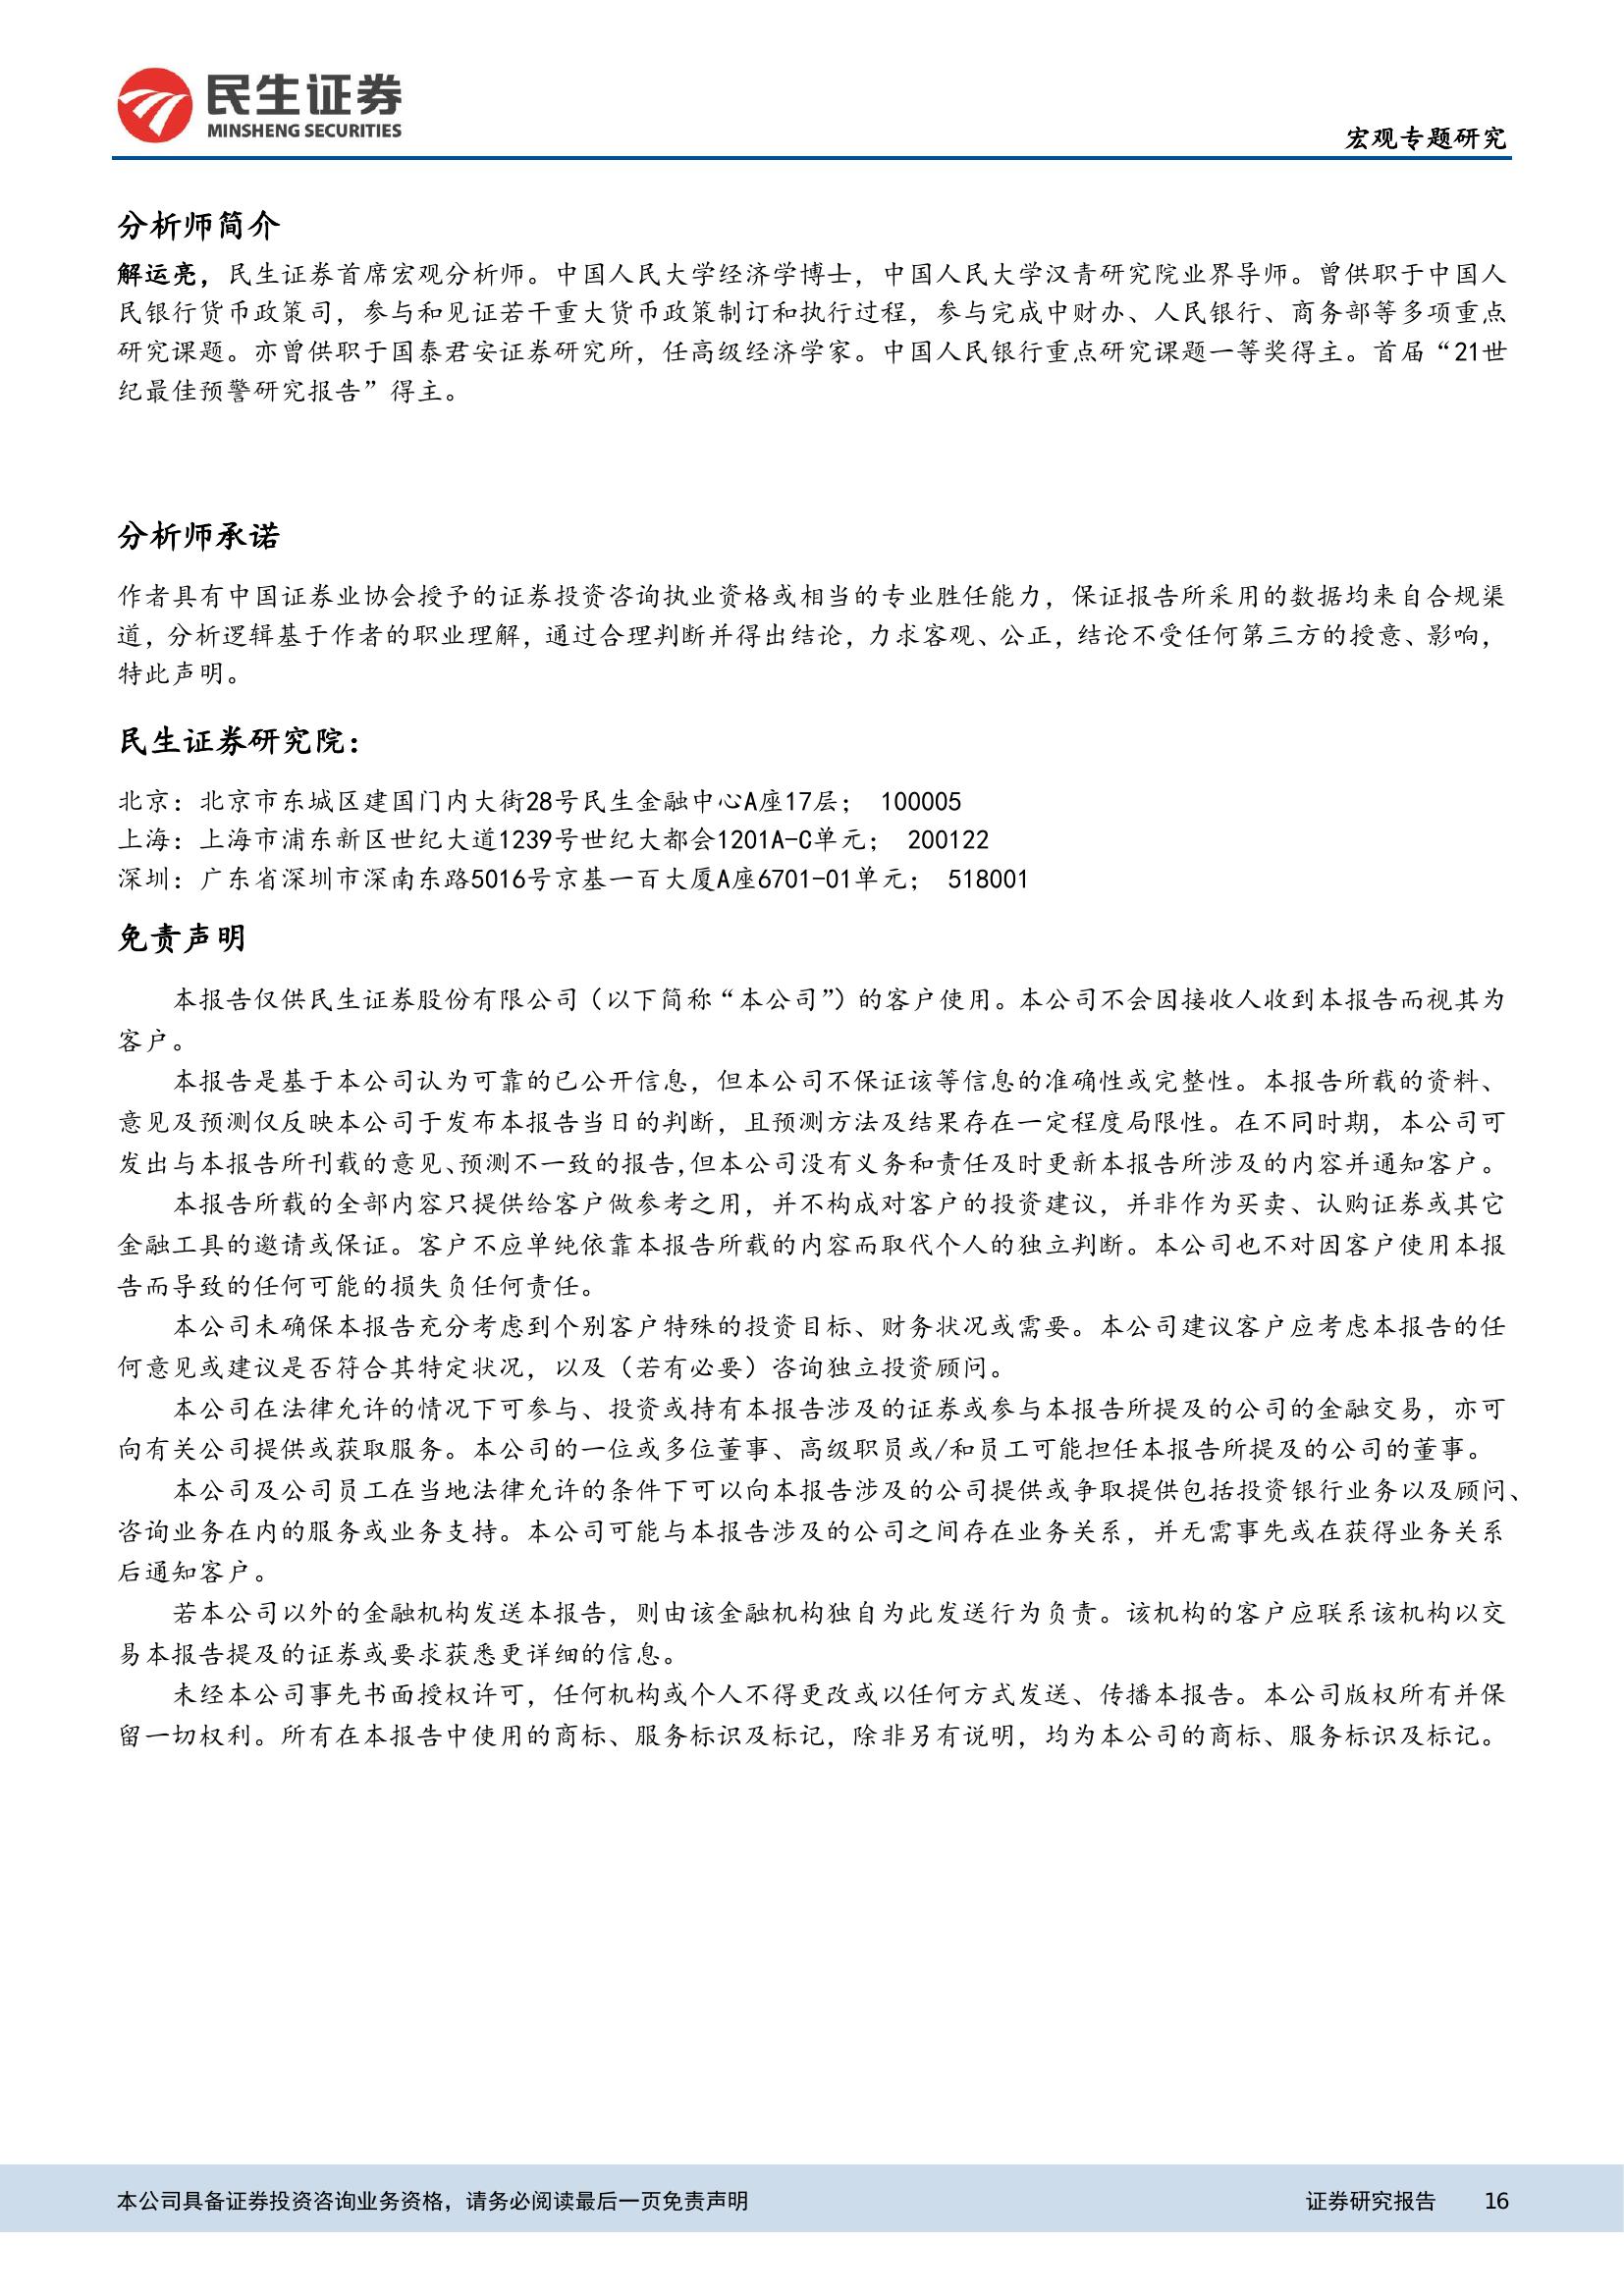 民生证券
MINSHENG SECURITIES
宏观专题研究
分析师简介
解运亮，民生证券首席宏观分析师。中国人民大学经济学博士，中国人民大学汉青研究院业界导师。曾供职于中国人
民银行货币政策司，参与和见证若干重大货币政策制订和执行过程，参与完成中财办、人民银行、商务部等多项重点
研究课题。亦曾供职于国泰君安证券研究所，任高级经济学家。中国人民银行重点研究课题一等奖得主。首届“21世
纪最佳预警研究报告”得主。
分析师承诺
作者具有中国证券业协会授予的证券投资咨询执业资格或相当的专业胜任能力，保证报告所采用的数据均来自合规渠
道，分析逻辑基于作者的职业理解，通过合理判断并得出结论，力求客观、公正，结论不受任何第三方的授意、影响，
特此声明。
民生证券研究院：
北京：北京市东城区建国门内大街28号民生金融中心A座17层； 100005
上海：上海市浦东新区世纪大道1239号世纪大都会1201A-C单元； 200122
深圳：广东省深圳市深南东路5016号京基一百大厦A座6701-01单元； 518001
免责声明
本报告仅供民生证券股份有限公司（以下简称“本公司”）的客户使用。本公司不会因接收人收到本报告而视其为
客户。
本报告是基于本公司认为可靠的已公开信息，但本公司不保证该等信息的准确性或完整性。本报告所载的资料、
意见及预测仅反映本公司于发布本报告当日的判断，且预测方法及结果存在一定程度局限性。在不同时期，本公司可
发出与本报告所刊载的意见、预测不一致的报告，但本公司没有义务和责任及时更新本报告所涉及的内容并通知客户。
本报告所载的全部内容只提供给客户做参考之用，并不构成对客户的投资建议，并非作为买卖、认购证券或其它
金融工具的邀请或保证。客户不应单纯依靠本报告所载的内容而取代个人的独立判断。本公司也不对因客户使用本报
告而导致的任何可能的损失负任何责任。
本公司未确保本报告充分考虑到个别客户特殊的投资目标、财务状况或需要。本公司建议客户应考虑本报告的任
何意见或建议是否符合其特定状况，以及（若有必要）咨询独立投资顾问。
本公司在法律允许的情况下可参与、投资或持有本报告涉及的证券或参与本报告所提及的公司的金融交易，亦可
向有关公司提供或获取服务。本公司的一位或多位董事、高级职员或/和员工可能担任本报告所提及的公司的董事。
本公司及公司员工在当地法律允许的条件下可以向本报告涉及的公司提供或争取提供包括投资银行业务以及顾问、
咨询业务在内的服务或业务支持。本公司可能与本报告涉及的公司之间存在业务关系，并无需事先或在获得业务关系
后通知客户。
若本公司以外的金融机构发送本报告，则由该金融机构独自为此发送行为负责。该机构的客户应联系该机构以交
易本报告提及的证券或要求获悉更详细的信息。
未经本公司事先书面授权许可，任何机构或个人不得更改或以任何方式发送、传播本报告。本公司版权所有并保
留一切权利。所有在本报告中使用的商标、服务标识及标记，除非另有说明，均为本公司的商标、服务标识及标记。
本公司具备证券投资咨询业务资格，请务必阅读最后一页免责声明
证券研究报告 16